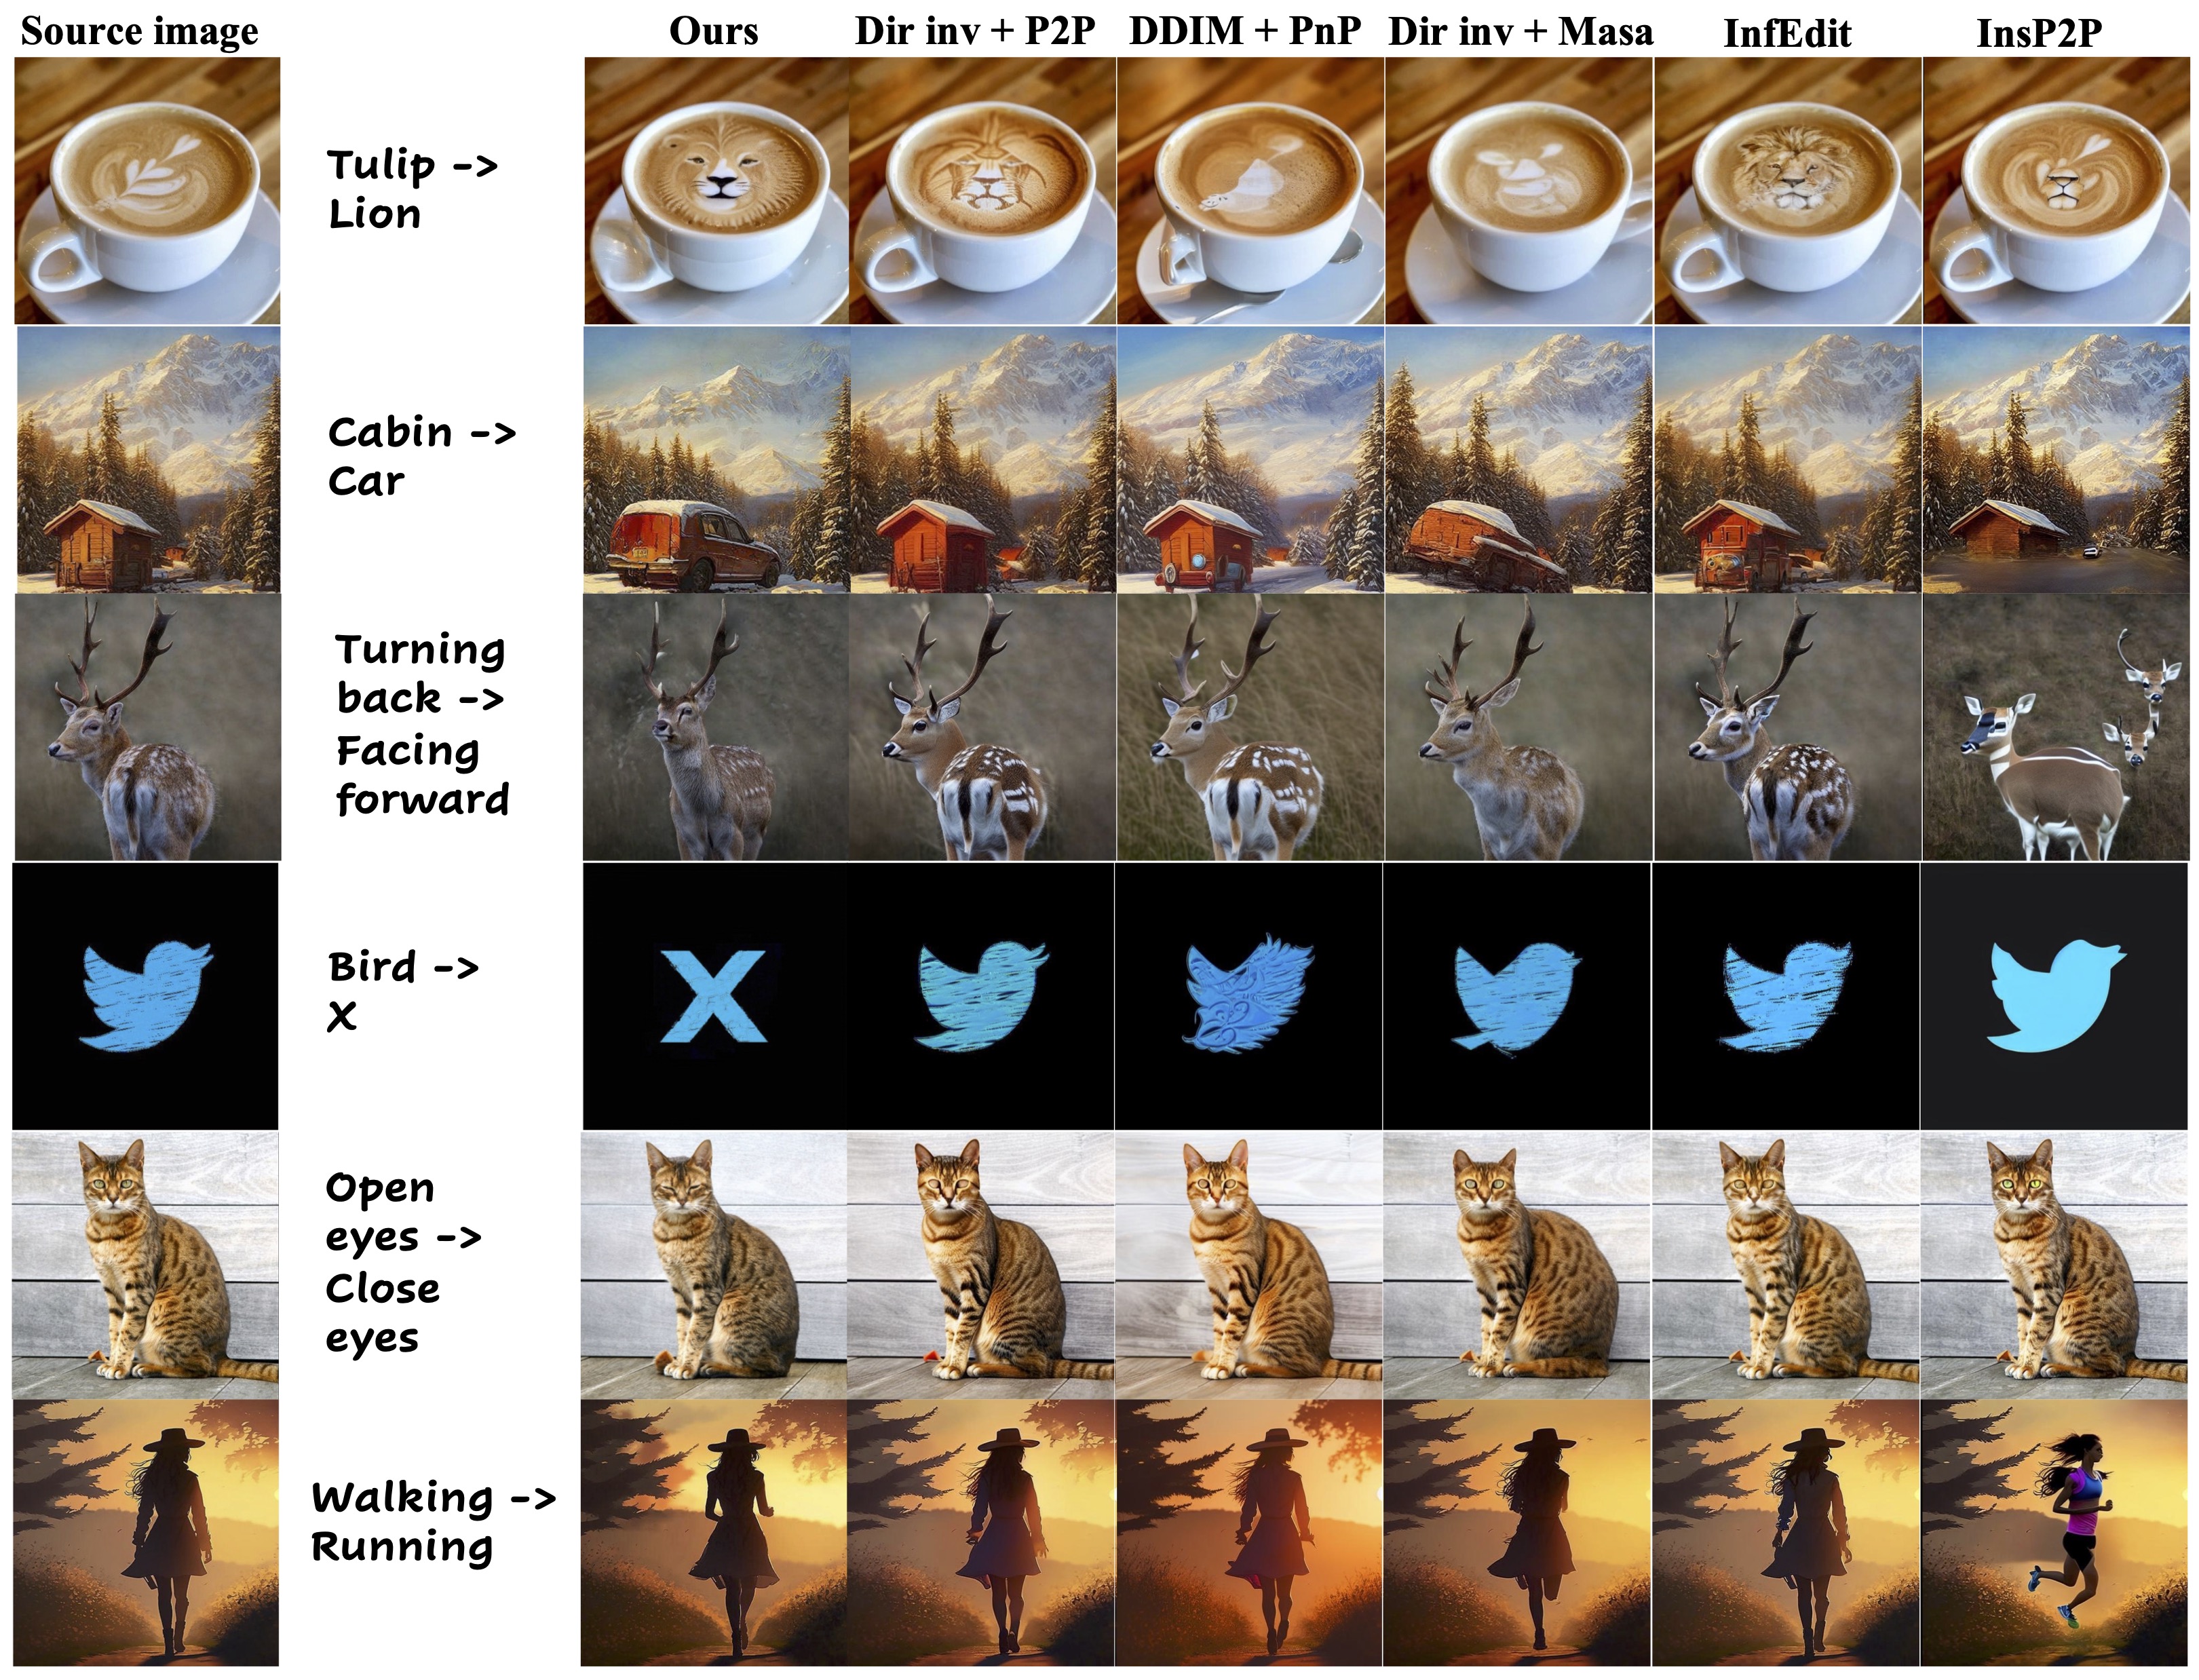 Source image
Ours
Dir inv + P2P
DDIM + PnP
Dir inv + Masa
InfEdit
InsP2P
Tulip ->
Lion
Cabin ->
Car
Turning
back ->
Facing
forward
Bird ->
X
Open
eyes ->
Close
eyes
Walking ->
Running